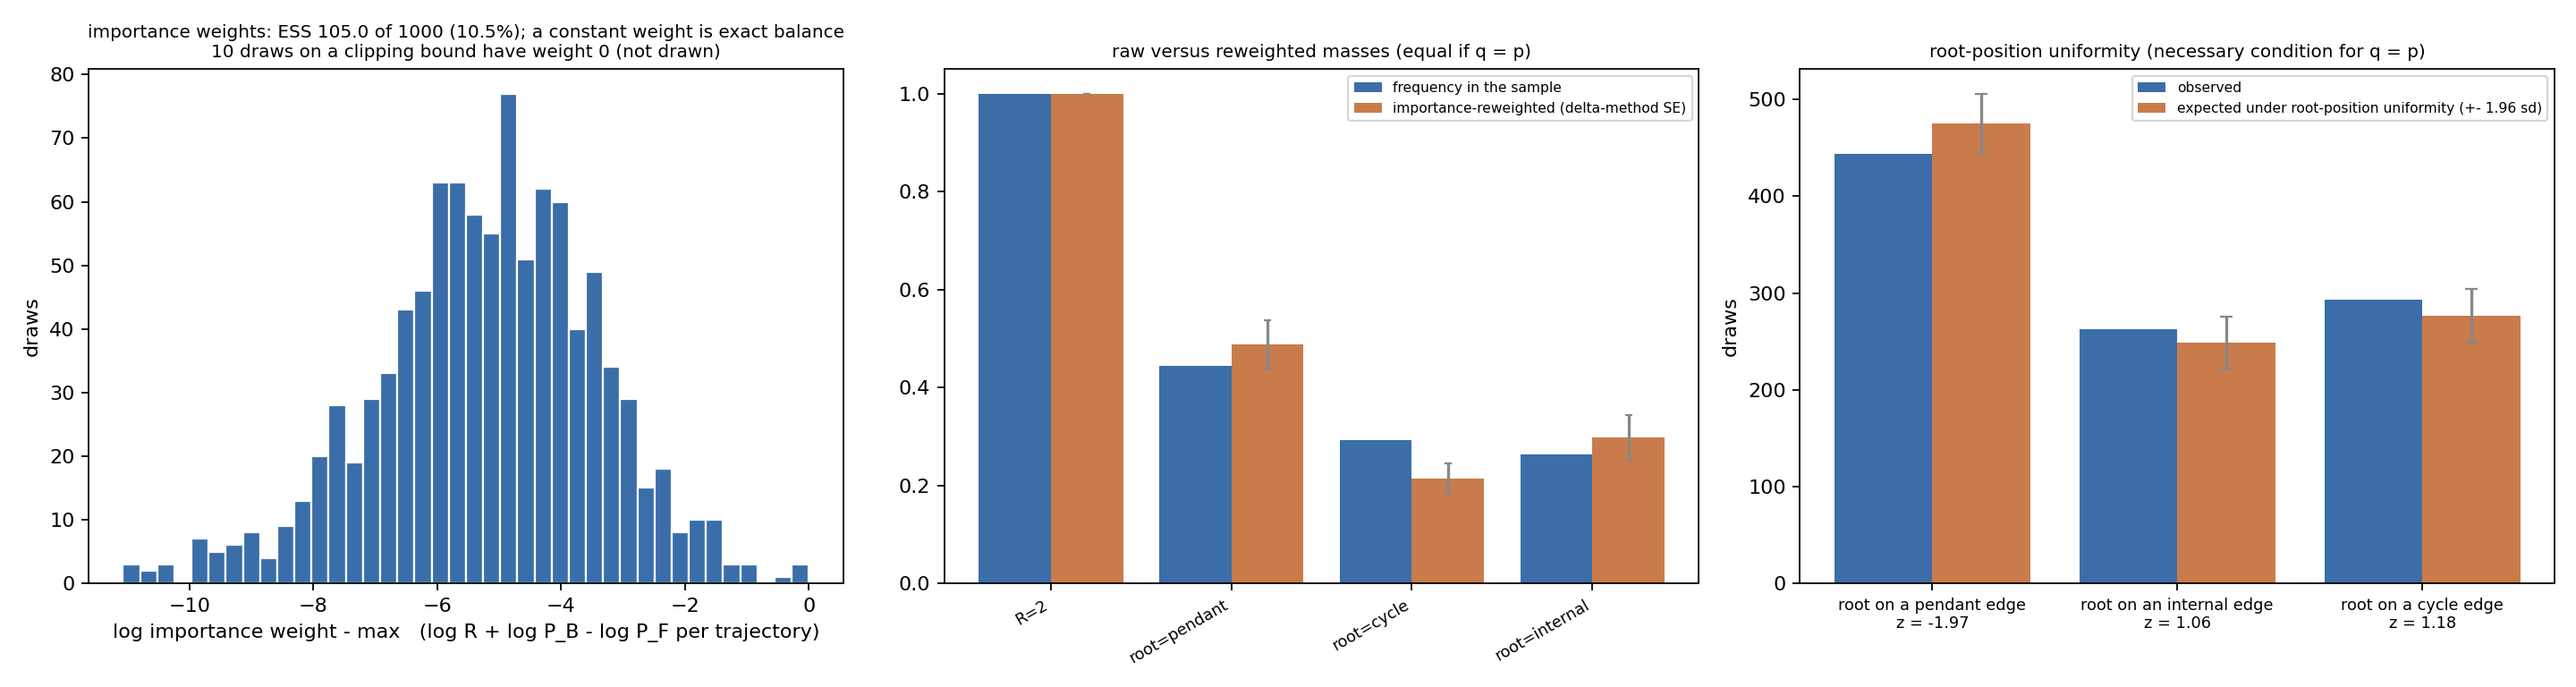 importance weights: ESS 105.0 of 1000 (10.5%); a constant weight is exact balance
10 draws on a clipping bound have weight 0 (not drawn)
80
70
60
50
40
30
20
10
0
draws
−10
−8
−6
−4
−2
0
log importance weight - max   (log R + log P_B - log P_F per trajectory)
raw versus reweighted masses (equal if q = p)
frequency in the sample
importance-reweighted (delta-method SE)
1.0
0.8
0.6
0.4
0.2
0.0
R=2
root=pendant
root=cycle
root=internal
root-position uniformity (necessary condition for q = p)
observed
expected under root-position uniformity (+- 1.96 sd)
500
400
300
200
100
0
draws
root on a pendant edge
z = -1.97
root on an internal edge
z = 1.06
root on a cycle edge
z = 1.18